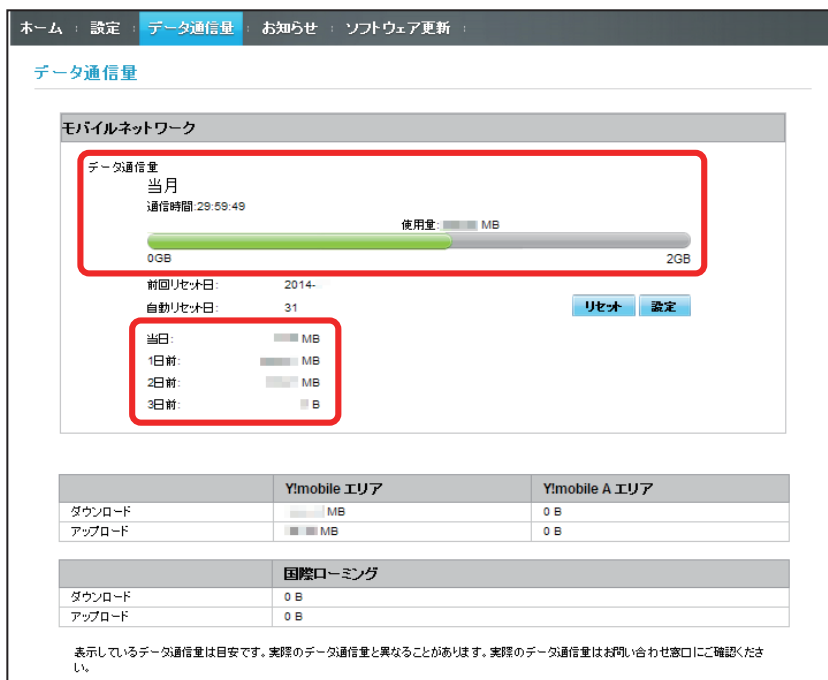 ホーム : 設定 : データ通信量 : お知らせ : ソフトウェア更新 :
データ通信量
モバイルネットワーク
データ通信量
当月
通信時間:29:59:49
使用量: MB
0GB 2GB
前回リセット日: 2014-
自動リセット日: 31 リセット 設定
当日: MB
1日前: MB
2日前: MB
3日前: B
Y!mobile エリア Y!mobile A エリア
ダウンロード MB 0 B
アップロード MB 0 B
国際ローミング
ダウンロード 0 B
アップロード 0 B
表示しているデータ通信量は目安です。実際のデータ通信量と異なることがあります。実際のデータ通信量はお問い合わせ窓口にご確認くださ
い。